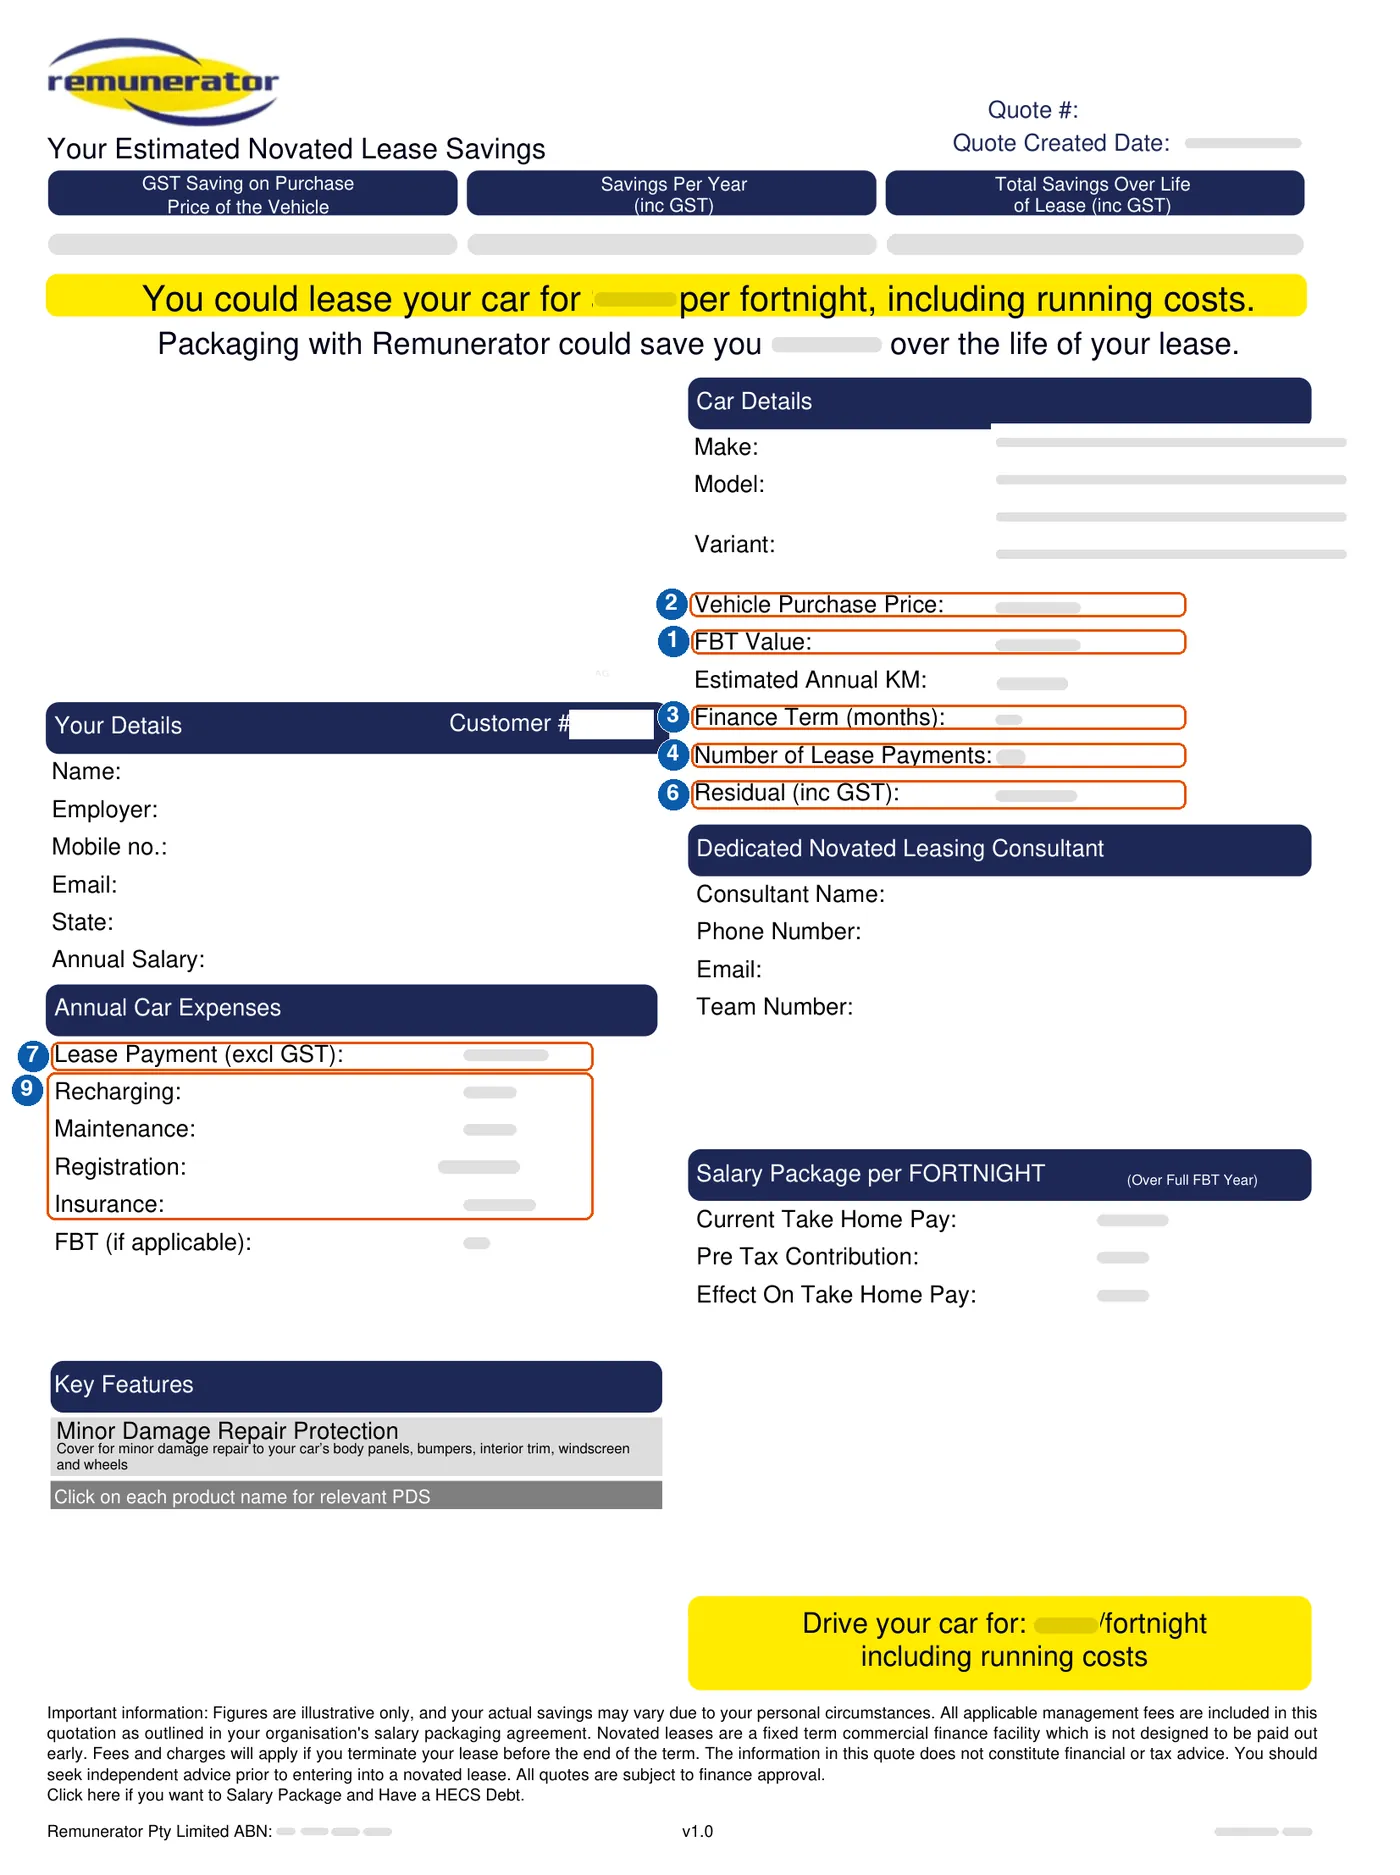 remunerator
Quote #:
Quote Created Date:
Your Estimated Novated Lease Savings
GST Saving on Purchase
Price of the Vehicle
Savings Per Year
(inc GST)
Total Savings Over Life
of Lease (inc GST)
You could lease your car for per fortnight, including running costs.
Packaging with Remunerator could save you over the life of your lease.
Car Details
Make:
Model:
Variant:
2 Vehicle Purchase Price:
1 FBT Value:
Estimated Annual KM:
3 Finance Term (months):
4 Number of Lease Payments:
6 Residual (inc GST):
Your Details Customer #
Name:
Employer:
Mobile no.:
Email:
State:
Annual Salary:
Dedicated Novated Leasing Consultant
Consultant Name:
Phone Number:
Email:
Team Number:
Annual Car Expenses
7 Lease Payment (excl GST):
9 Recharging:
Maintenance:
Registration:
Insurance:
FBT (if applicable):
Salary Package per FORTNIGHT (Over Full FBT Year)
Current Take Home Pay:
Pre Tax Contribution:
Effect On Take Home Pay:
Key Features
Minor Damage Repair Protection
Cover for minor damage repair to your car's body panels, bumpers, interior trim, windscreen
and wheels
Click on each product name for relevant PDS
Drive your car for: /fortnight
including running costs
Important information: Figures are illustrative only, and your actual savings may vary due to your personal circumstances. All applicable management fees are included in this
quotation as outlined in your organisation's salary packaging agreement. Novated leases are a fixed term commercial finance facility which is not designed to be paid out
early. Fees and charges will apply if you terminate your lease before the end of the term. The information in this quote does not constitute financial or tax advice. You should
seek independent advice prior to entering into a novated lease. All quotes are subject to finance approval.
Click here if you want to Salary Package and Have a HECS Debt.
Remunerator Pty Limited ABN:
v1.0